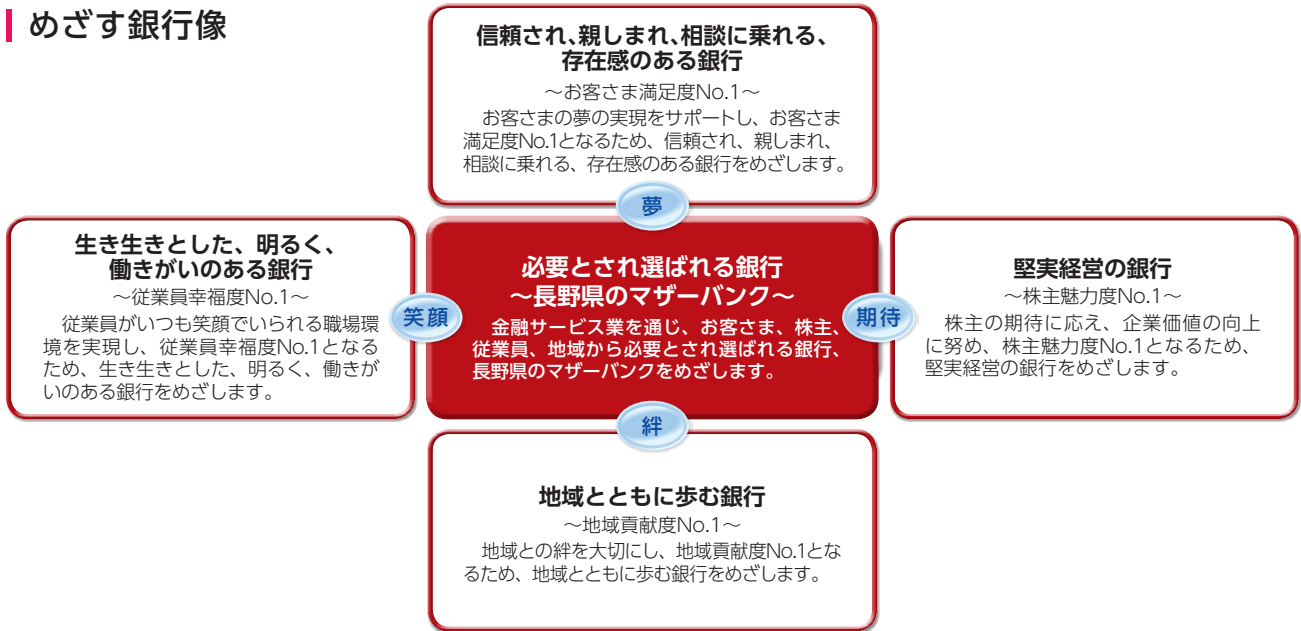 めざす銀行像
信頼され、親しまれ、相談に乗れる、
存在感のある銀行
～お客さま満足度No.1～
お客さまの夢の実現をサポートし、お客さま
満足度No.1となるため、信頼され、親しまれ、
相談に乗れる、存在感のある銀行をめざします。
夢
生き生きとした、明るく、
働きがいのある銀行
～従業員幸福度No.1～
従業員がいつも笑顔でいられる職場環
境を実現し、従業員幸福度No.1となる
ため、生き生きとした、明るく、働きが
いのある銀行をめざします。
笑顔
必要とされ選ばれる銀行
～長野県のマザーバンク～
金融サービス業を通じ、お客さま、株主、
従業員、地域から必要とされ選ばれる銀行、
長野県のマザーバンクをめざします。
期待
堅実経営の銀行
～株主魅力度No.1～
株主の期待に応え、企業価値の向上
に努め、株主魅力度No.1となるため、
堅実経営の銀行をめざします。
絆
地域とともに歩む銀行
～地域貢献度No.1～
地域との絆を大切にし、地域貢献度No.1とな
るため、地域とともに歩む銀行をめざします。